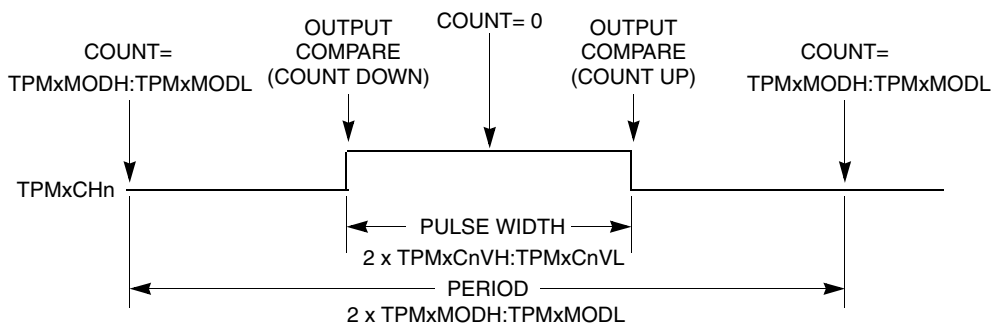 COUNT=
TPMxMODH:TPMxMODL
OUTPUT
COMPARE
(COUNT DOWN)
COUNT= 0
OUTPUT
COMPARE
(COUNT UP)
COUNT=
TPMxMODH:TPMxMODL
TPMxCHn
PULSE WIDTH
2 x TPMxCnVH:TPMxCnVL
PERIOD
2 x TPMxMODH:TPMxMODL